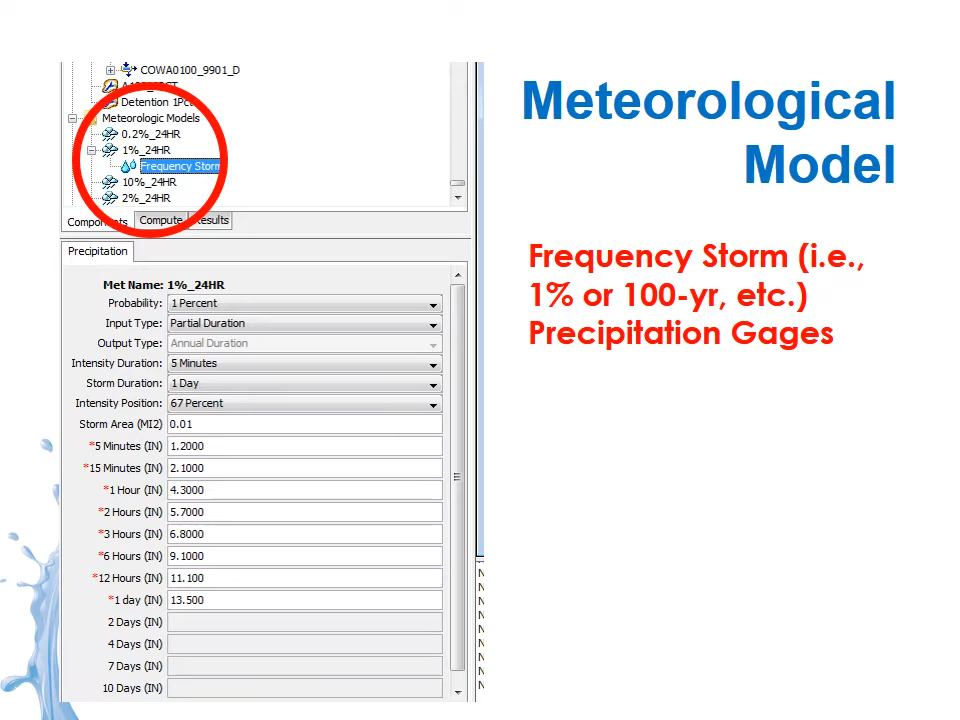 COWA0100_9901_D
Detention 1Pct
Meteorologic Models
0.2%_24HR
1%_24HR
Frequency Storm
10%_24HR
2%_24HR
Components Compute Results
Precipitation
Met Name: 1%_24HR
Probability: 1 Percent
Input Type: Partial Duration
Output Type: Annual Duration
Intensity Duration: 5 Minutes
Storm Duration: 1 Day
Intensity Position: 67 Percent
Storm Area (MI2) 0.01
*5 Minutes (IN) 1.2000
*15 Minutes (IN) 2.1000
*1 Hour (IN) 4.3000
*2 Hours (IN) 5.7000
*3 Hours (IN) 6.8000
*6 Hours (IN) 9.1000
*12 Hours (IN) 11.100
*1 day (IN) 13.500
2 Days (IN)
4 Days (IN)
7 Days (IN)
10 Days (IN)
N
N
N
N
N
N
N
N
N
Meteorological
Model
Frequency Storm (i.e.,
1% or 100-yr, etc.)
Precipitation Gages